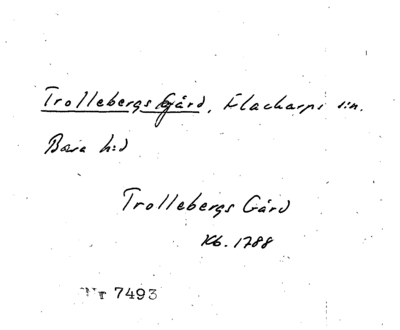 Trollebergs Gård, Flackarps s:n.
Bara h:d
Trollebergs Gård
Kb. 1788
Nr 7493